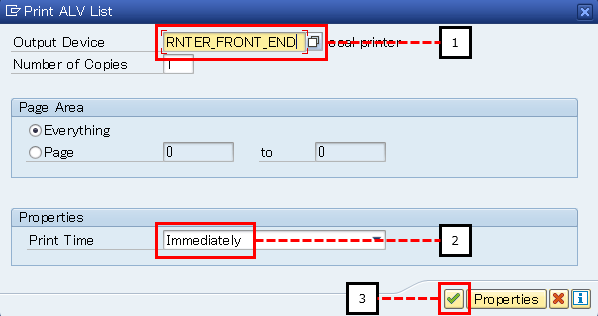 Print ALV List
Output Device RNTER_FRONT_END printer 1
Number of Copies 1
Page Area
Everything
Page 0 to 0
Properties
Print Time Immediately 2
3 Properties